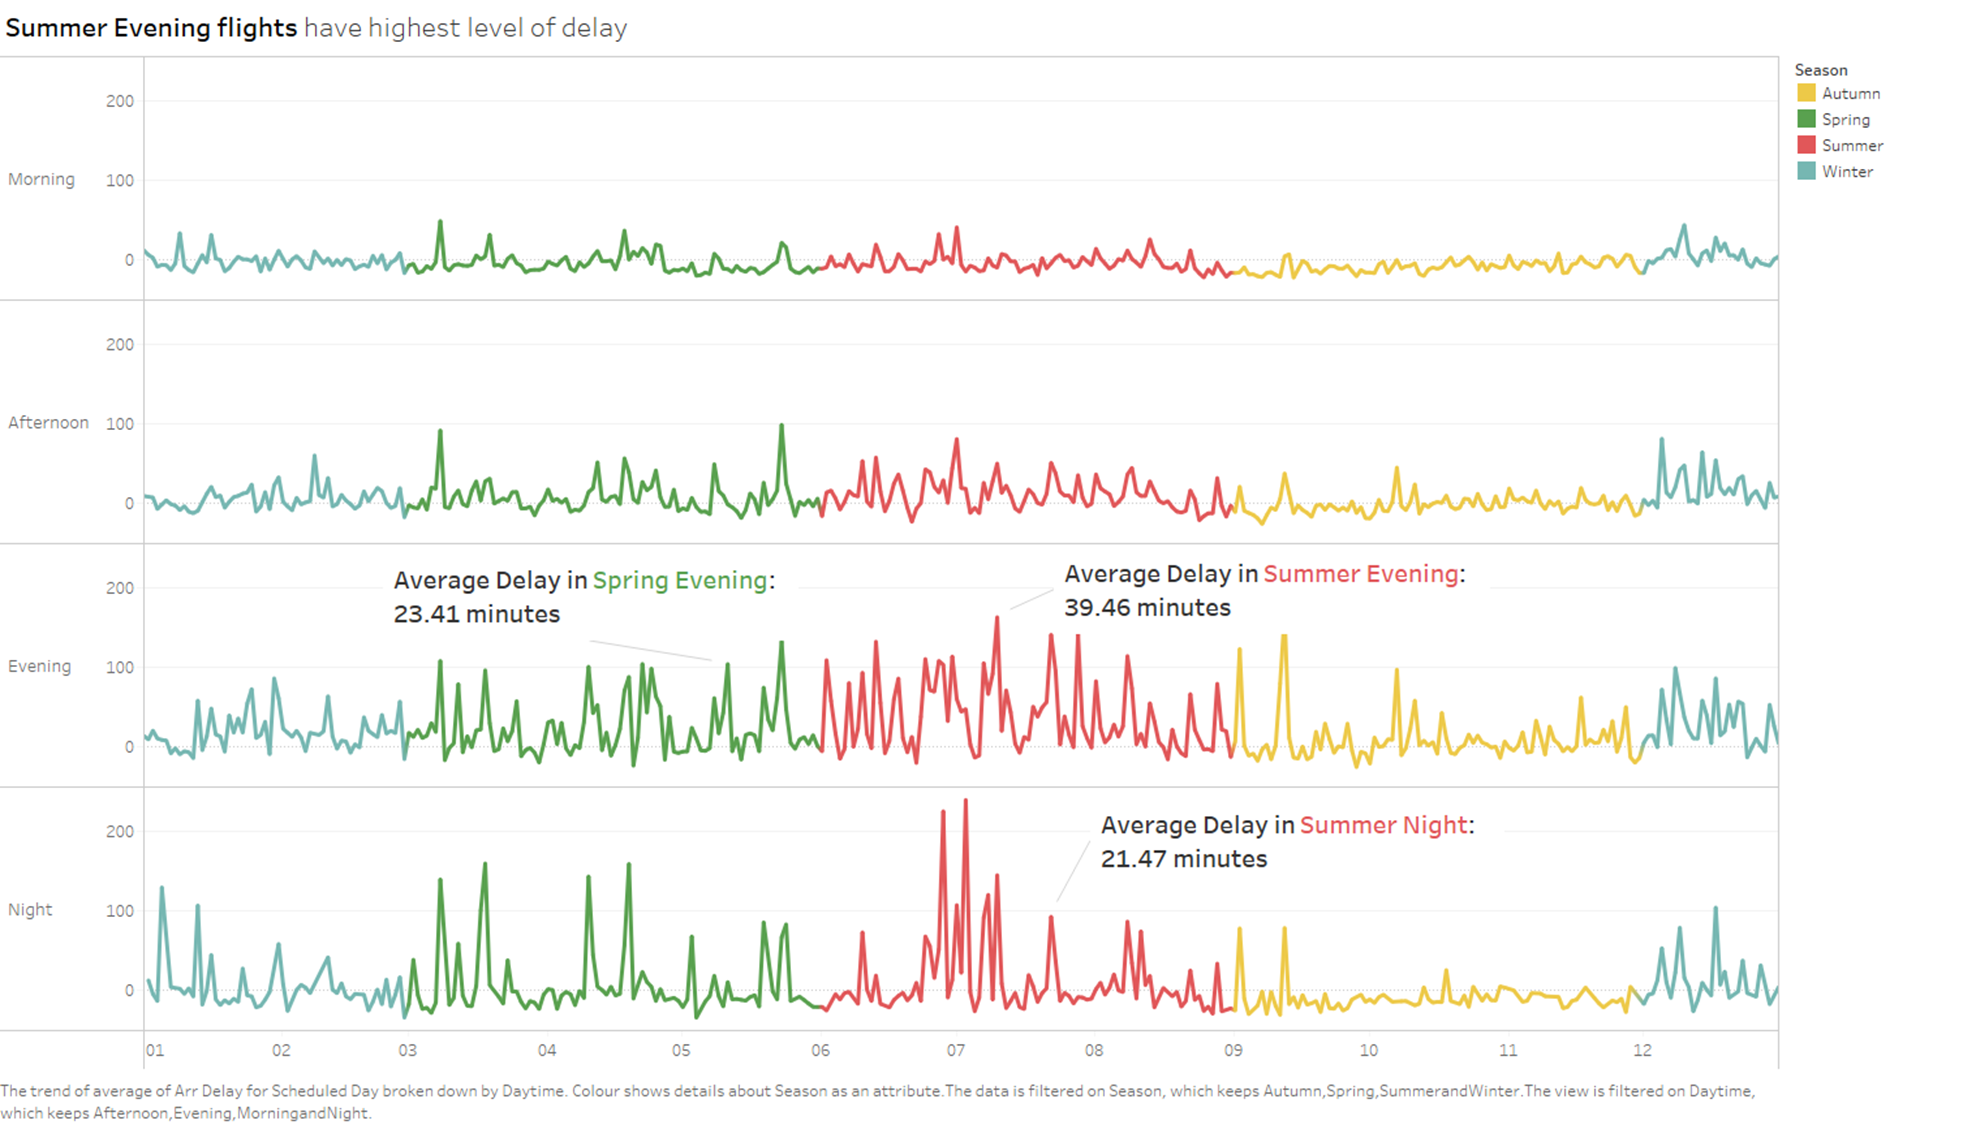 Summer Evening flights have highest level of delay
Season
Autumn
Spring
Summer
Winter
200
Morning 100
0
200
Afternoon 100
0
Average Delay in Spring Evening:
23.41 minutes
Average Delay in Summer Evening:
39.46 minutes
200
Evening 100
0
Average Delay in Summer Night:
21.47 minutes
200
Night 100
0
01 02 03 04 05 06 07 08 09 10 11 12
The trend of average of Arr Delay for Scheduled Day broken down by Daytime. Colour shows details about Season as an attribute.The data is filtered on Season, which keeps Autumn,Spring,SummerandWinter.The view is filtered on Daytime,
which keeps Afternoon,Evening,MorningandNight.